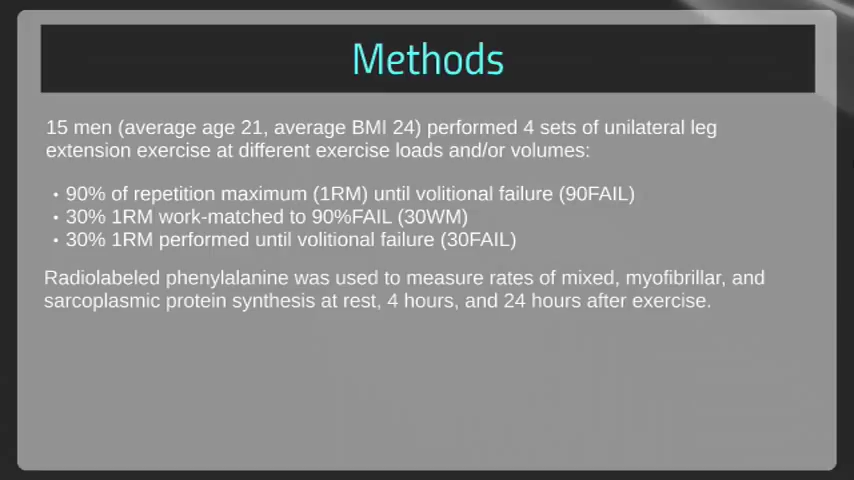 Methods
15 men (average age 21, average BMI 24) performed 4 sets of unilateral leg
extension exercise at different exercise loads and/or volumes:
• 90% of repetition maximum (1RM) until volitional failure (90FAIL)
• 30% 1RM work-matched to 90%FAIL (30WM)
• 30% 1RM performed until volitional failure (30FAIL)
Radiolabeled phenylalanine was used to measure rates of mixed, myofibrillar, and
sarcoplasmic protein synthesis at rest, 4 hours, and 24 hours after exercise.